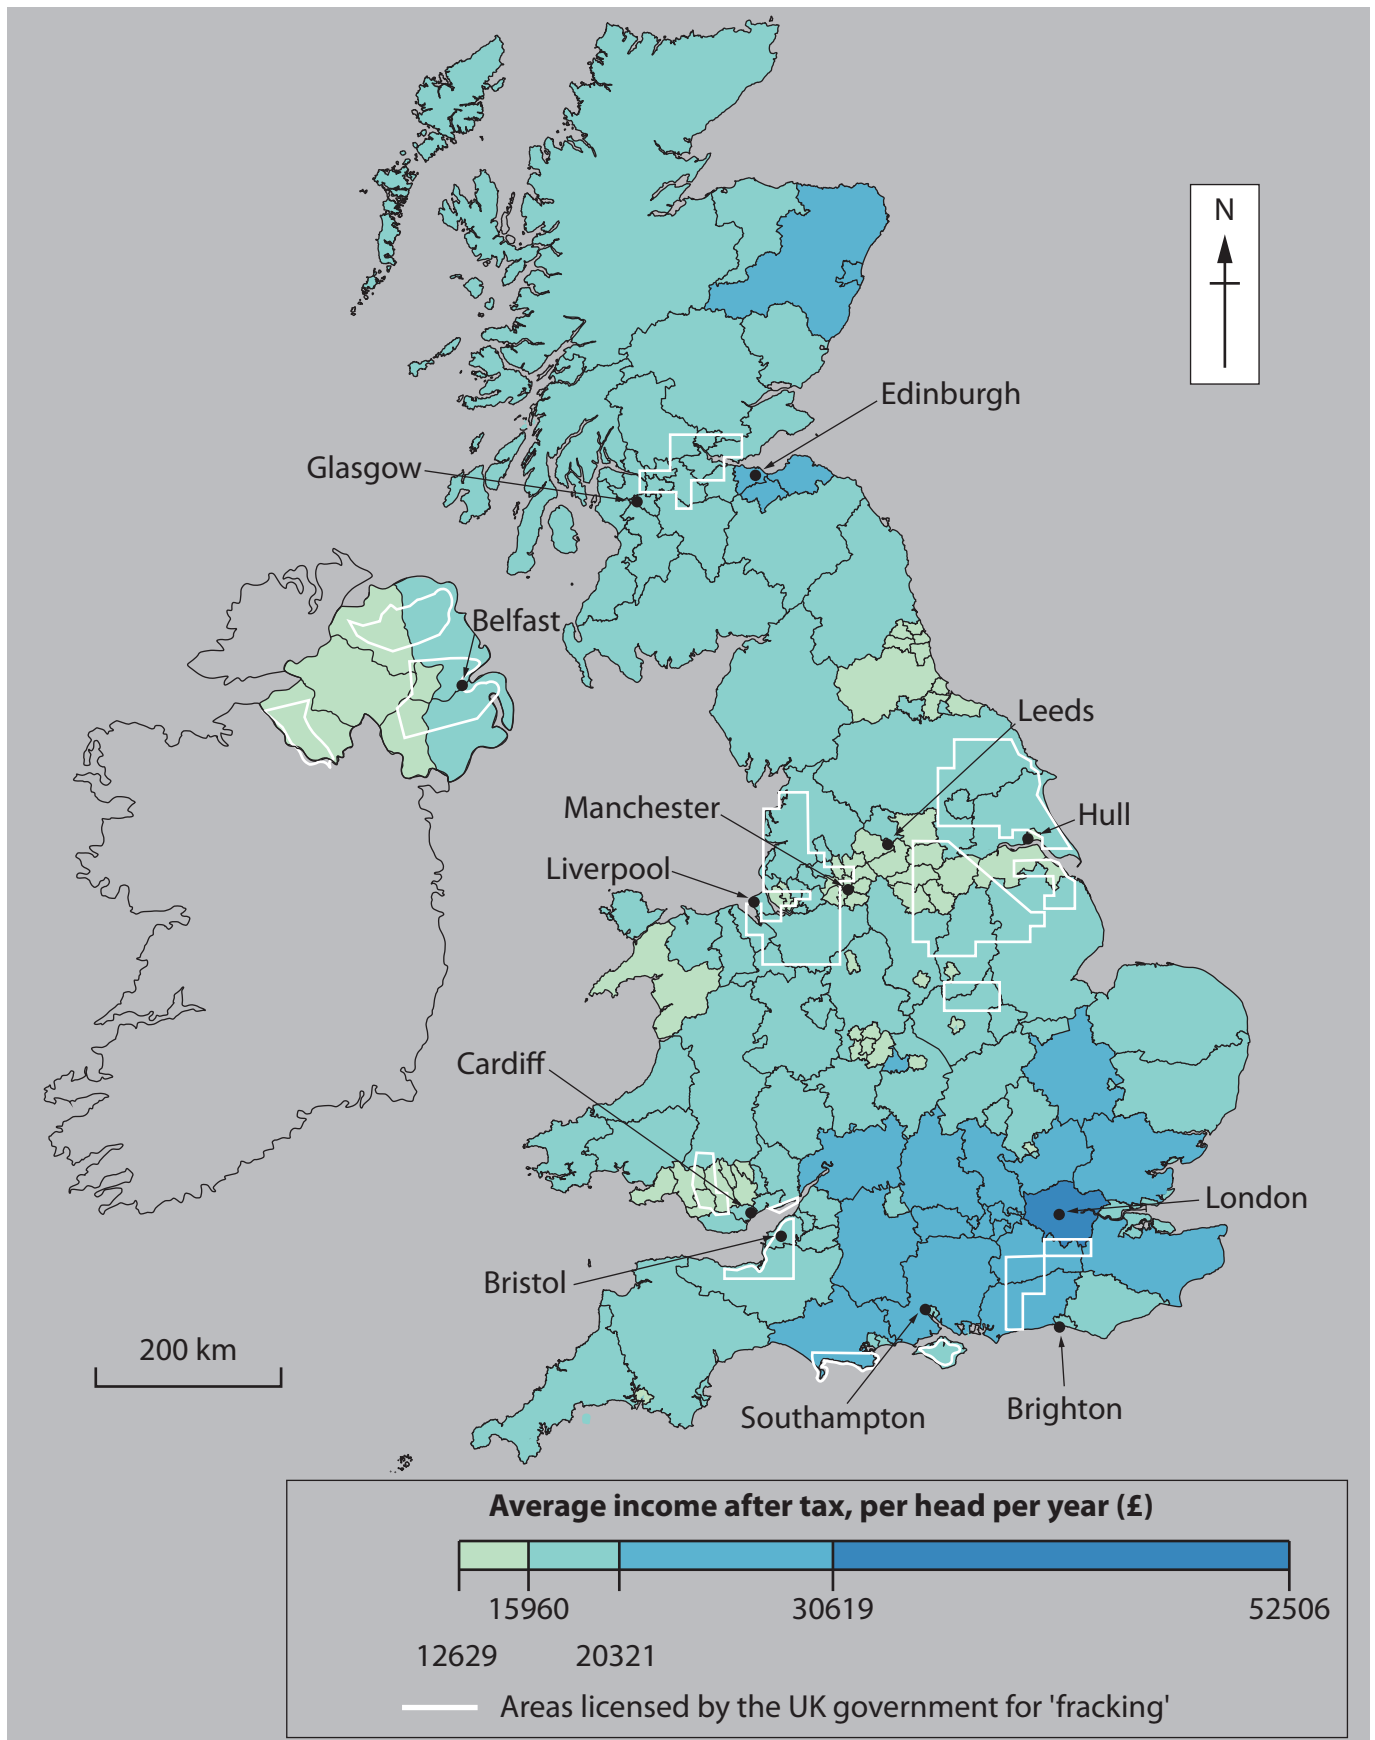 N
Edinburgh
Glasgow
Belfast
Leeds
Manchester
Hull
Liverpool
Cardiff
London
Bristol
200 km
Southampton
Brighton
Average income after tax, per head per year (£)
15960
30619
52506
12629
20321
Areas licensed by the UK government for 'fracking'